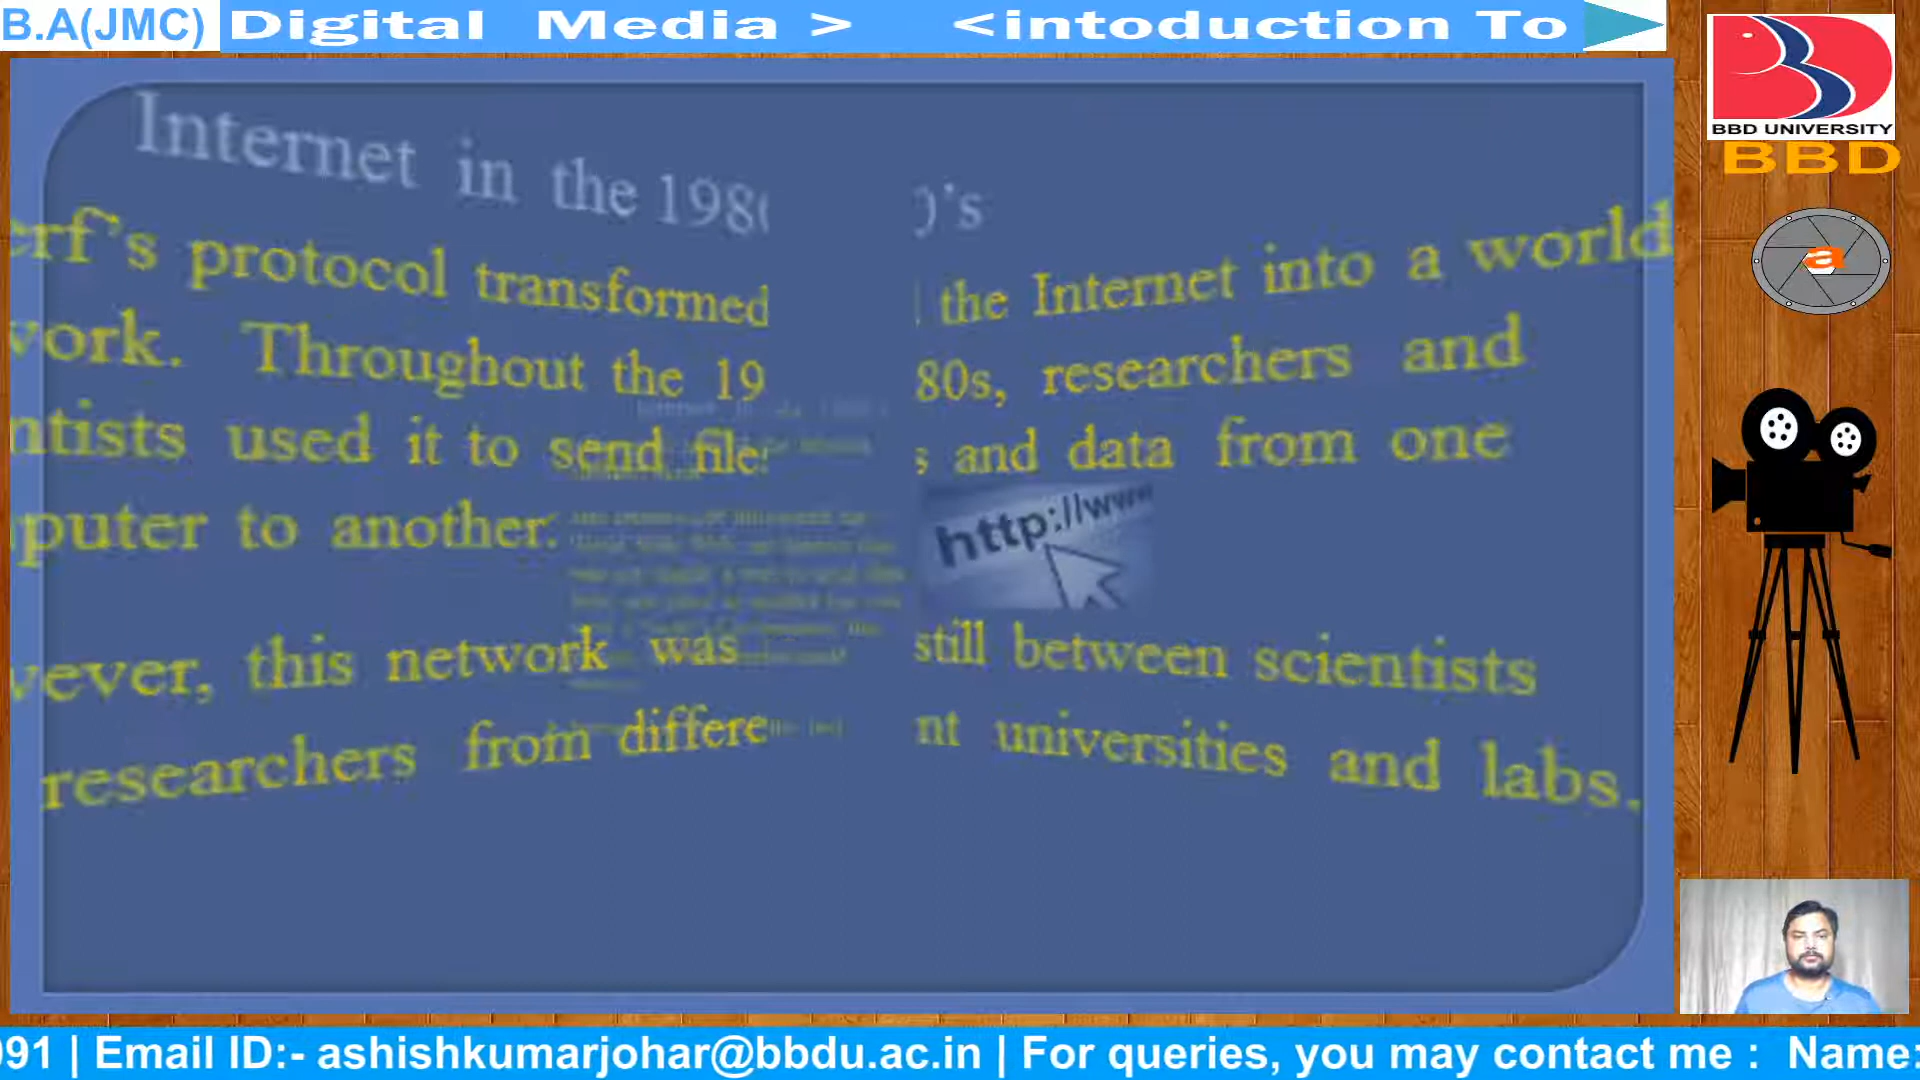 B.A(JMC)
Digital Media > <intoduction To
BBD UNIVERSITY
BBD
a
Internet in the 198 )'s
erf's protocol transformed the Internet into a world
work. Throughout the 19 80s, researchers and
ntists used it to send file s and data from one
puter to another.
http://www
vever, this network was still between scientists
researchers from differe nt universities and labs.
091 | Email ID:- ashishkumarjohar@bbdu.ac.in | For queries, you may contact me : Name: